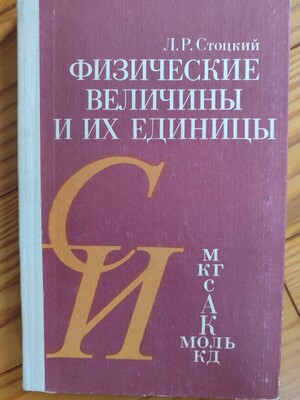 Л.Р. Стоцкий
ФИЗИЧЕСКИЕ
ВЕЛИЧИНЫ
И ИХ ЕДИНИЦЫ
СИ
м
кг
с
А
К
моль
кд